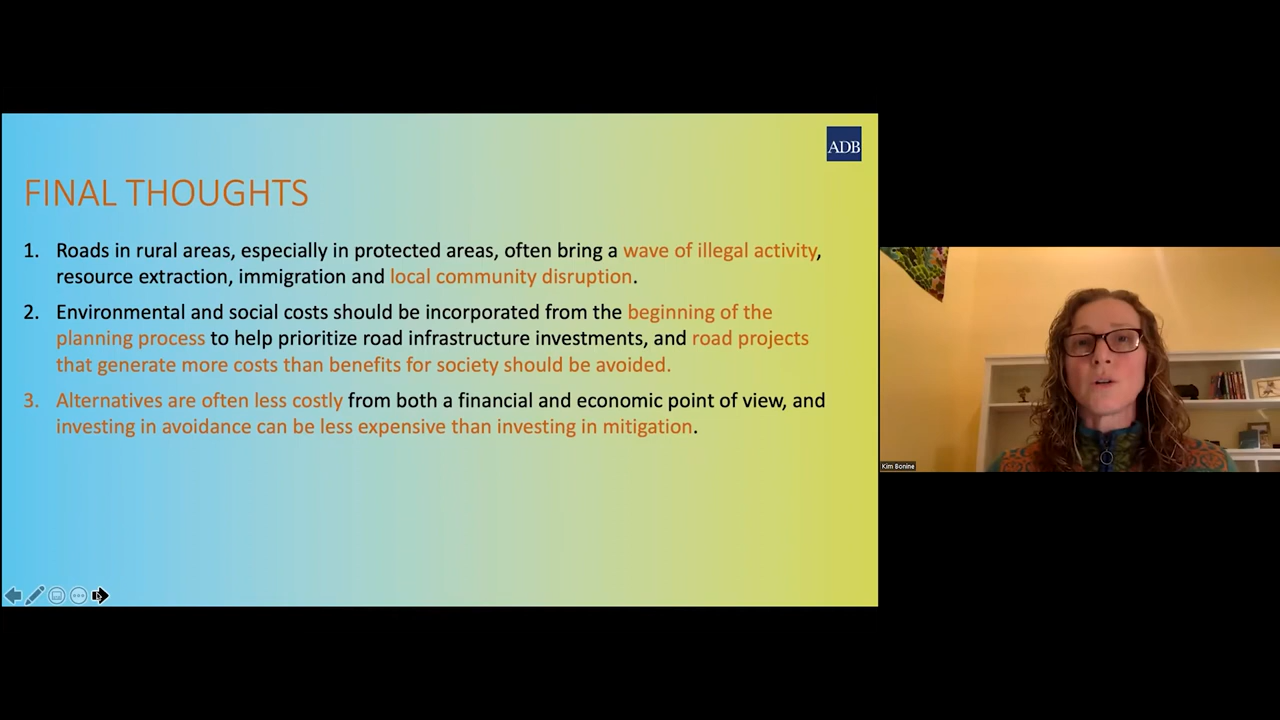 ADB
FINAL THOUGHTS
1. Roads in rural areas, especially in protected areas, often bring a wave of illegal activity,
resource extraction, immigration and local community disruption.
2. Environmental and social costs should be incorporated from the beginning of the
planning process to help prioritize road infrastructure investments, and road projects
that generate more costs than benefits for society should be avoided.
3. Alternatives are often less costly from both a financial and economic point of view, and
investing in avoidance can be less expensive than investing in mitigation.
Kim Bonine